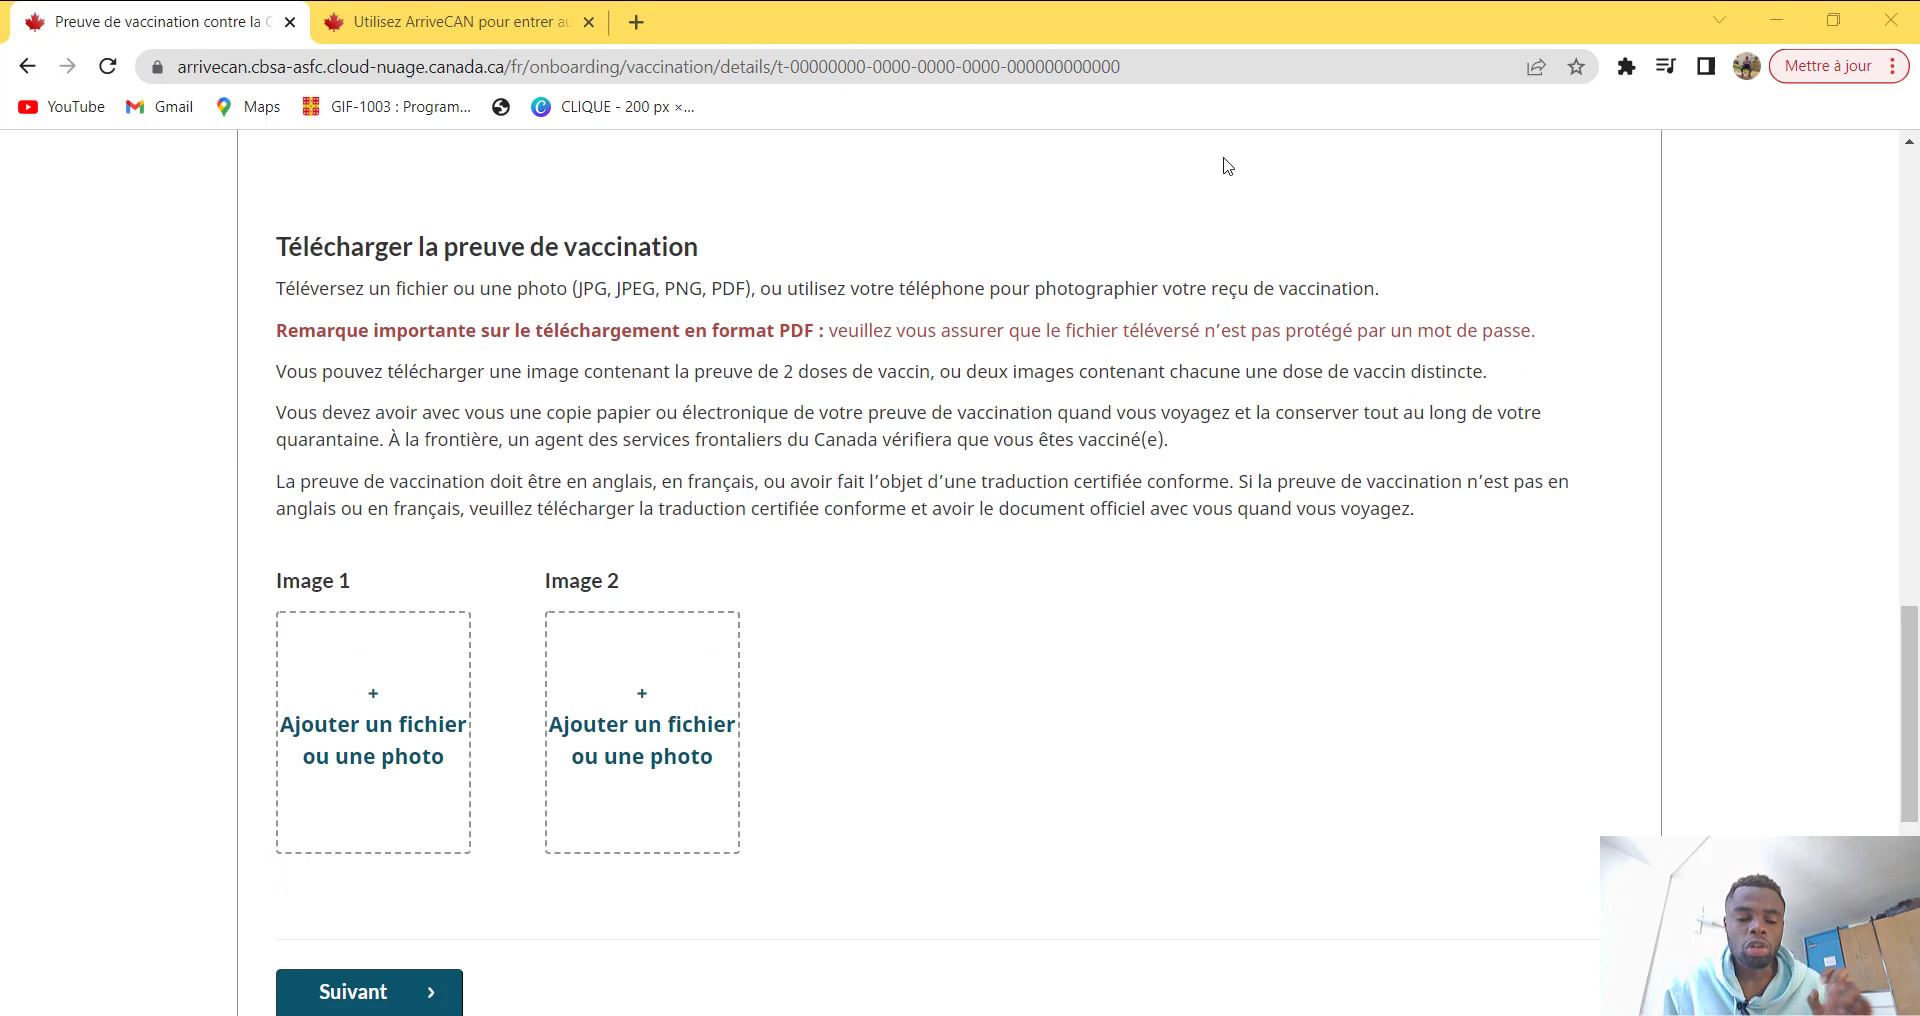 Preuve de vaccination contre la C
Utilisez ArriveCAN pour entrer au
arrivecan.cbsa-asfc.cloud-nuage.canada.ca/fr/onboarding/vaccination/details/t-00000000-0000-0000-0000-000000000000
Mettre à jour
YouTube
Gmail
Maps
GIF-1003 : Program...
CLIQUE - 200 px ×...
Télécharger la preuve de vaccination
Téléversez un fichier ou une photo (JPG, JPEG, PNG, PDF), ou utilisez votre téléphone pour photographier votre reçu de vaccination.
Remarque importante sur le téléchargement en format PDF : veuillez vous assurer que le fichier téléversé n’est pas protégé par un mot de passe.
Vous pouvez télécharger une image contenant la preuve de 2 doses de vaccin, ou deux images contenant chacune une dose de vaccin distincte.
Vous devez avoir avec vous une copie papier ou électronique de votre preuve de vaccination quand vous voyagez et la conserver tout au long de votre
quarantaine. À la frontière, un agent des services frontaliers du Canada vérifiera que vous êtes vacciné(e).
La preuve de vaccination doit être en anglais, en français, ou avoir fait l’objet d’une traduction certifiée conforme. Si la preuve de vaccination n’est pas en
anglais ou en français, veuillez télécharger la traduction certifiée conforme et avoir le document officiel avec vous quand vous voyagez.
Image 1
Image 2
+
Ajouter un fichier
ou une photo
+
Ajouter un fichier
ou une photo
Suivant